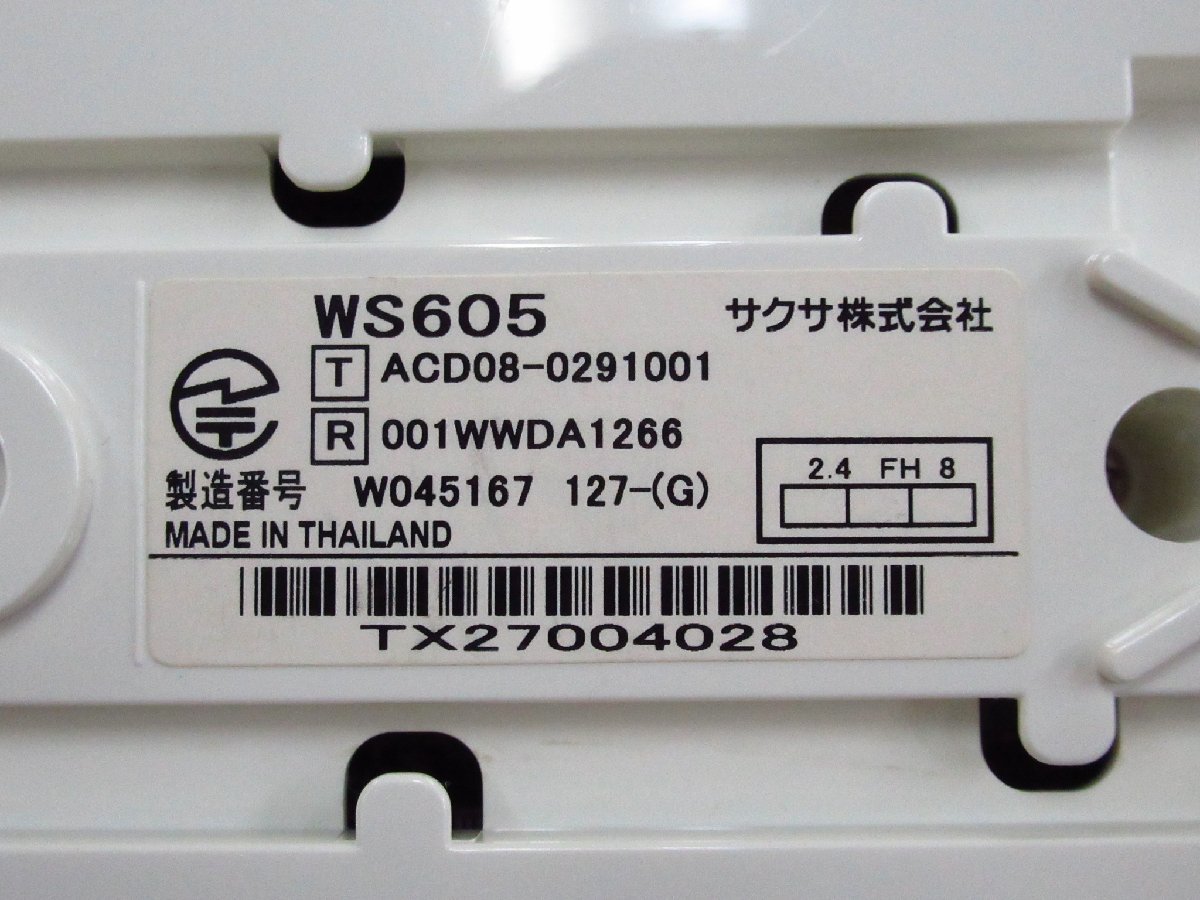 WS605 サクサ株式会社
T ACD08-0291001
R 001WWDA1266
2.4 FH 8
製造番号 W045167 127-(G)
MADE IN THAILAND
TX27004028